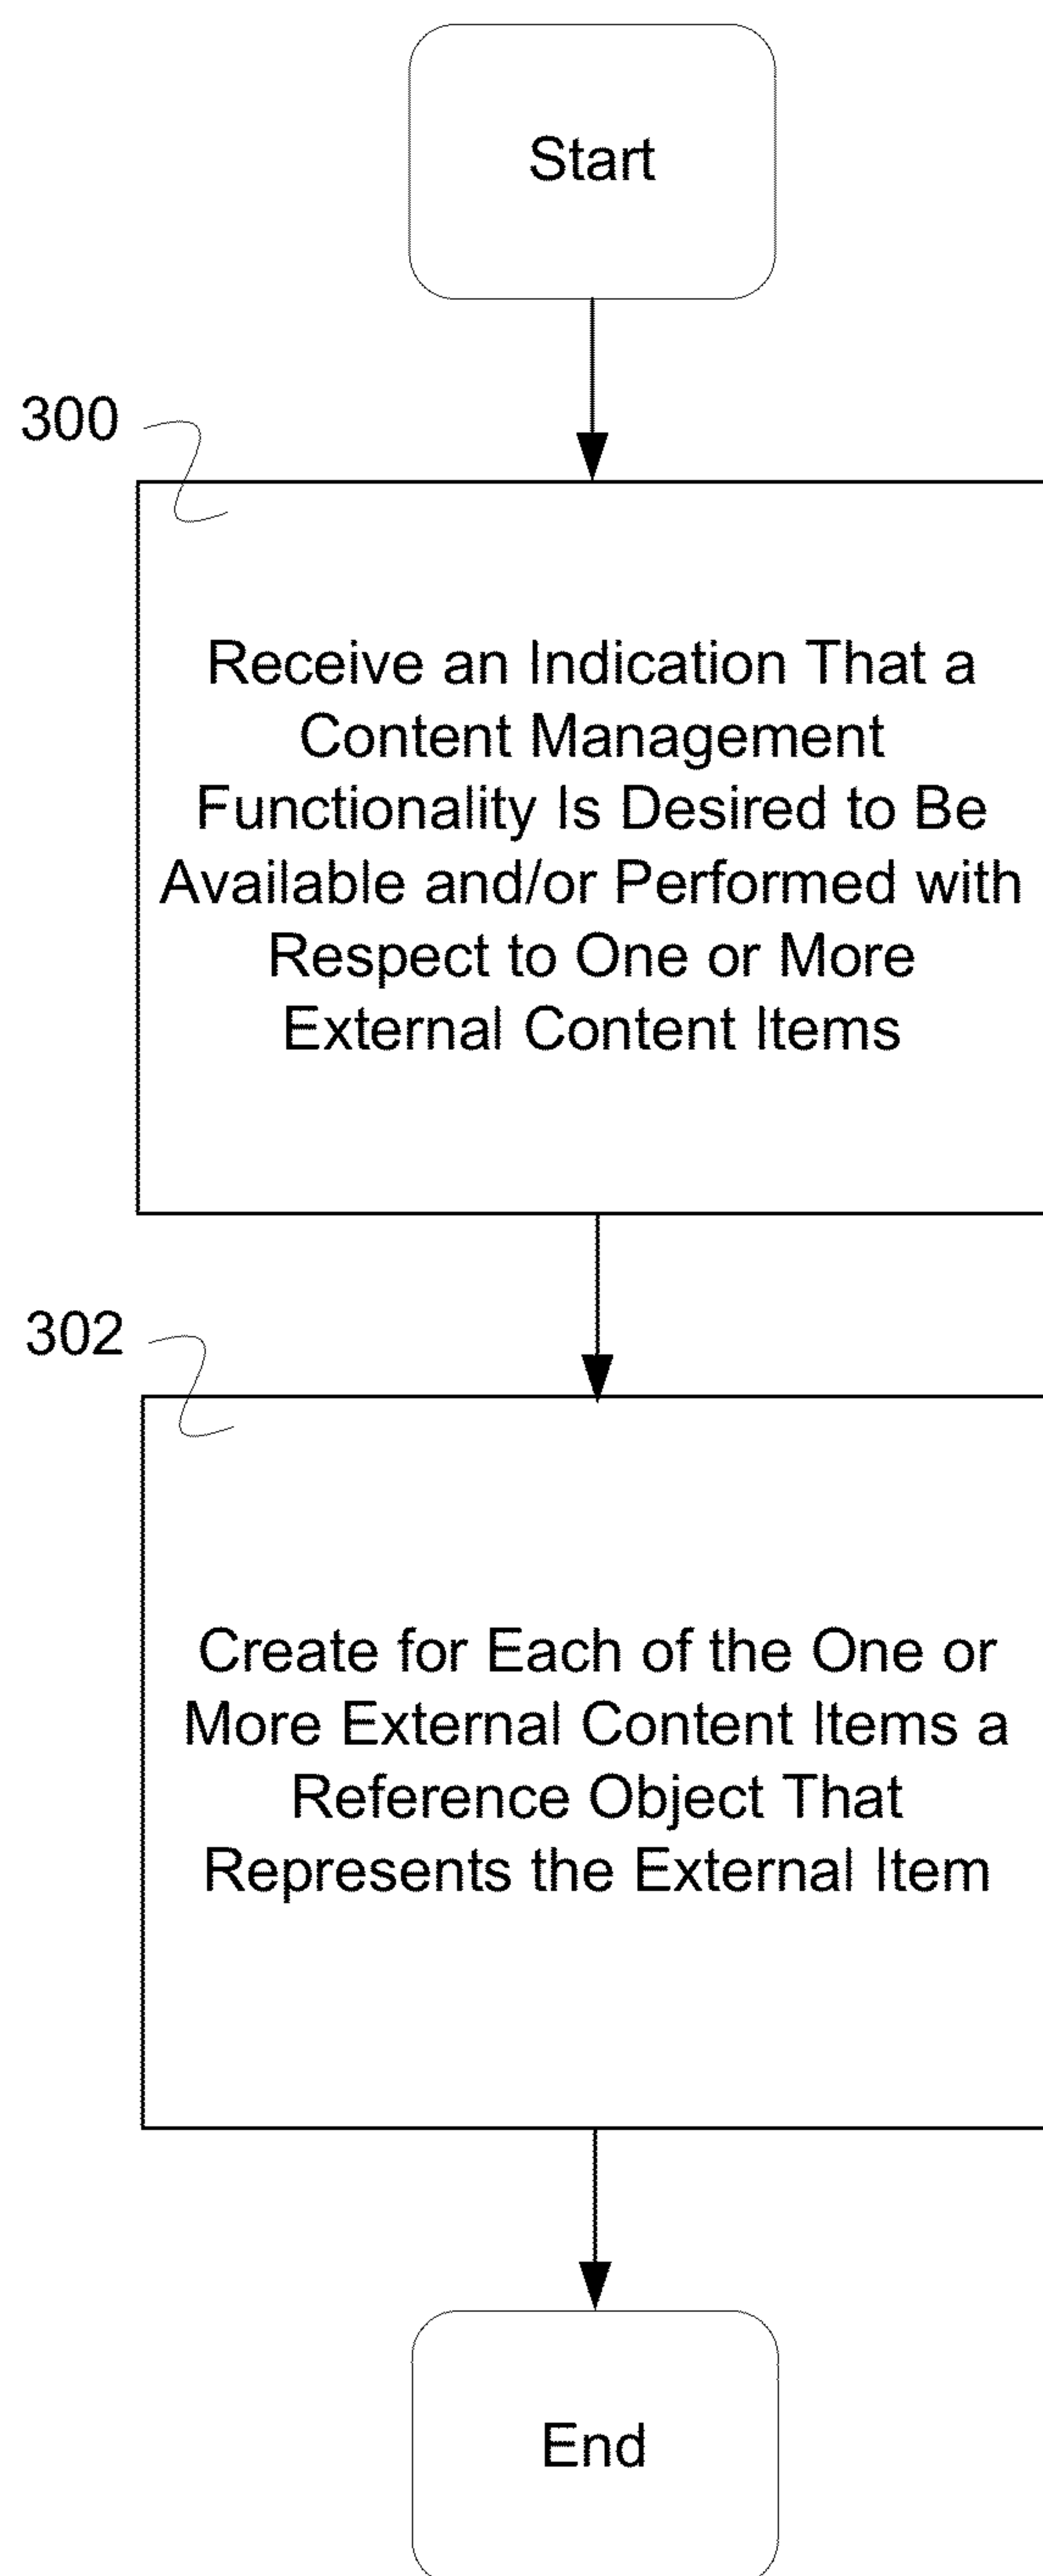 Start
300
Receive an Indication That a
Content Management
Functionality Is Desired to Be
Available and/or Performed with
Respect to One or More
External Content Items
302
Create for Each of the One or
More External Content Items a
Reference Object That
Represents the External Item
End